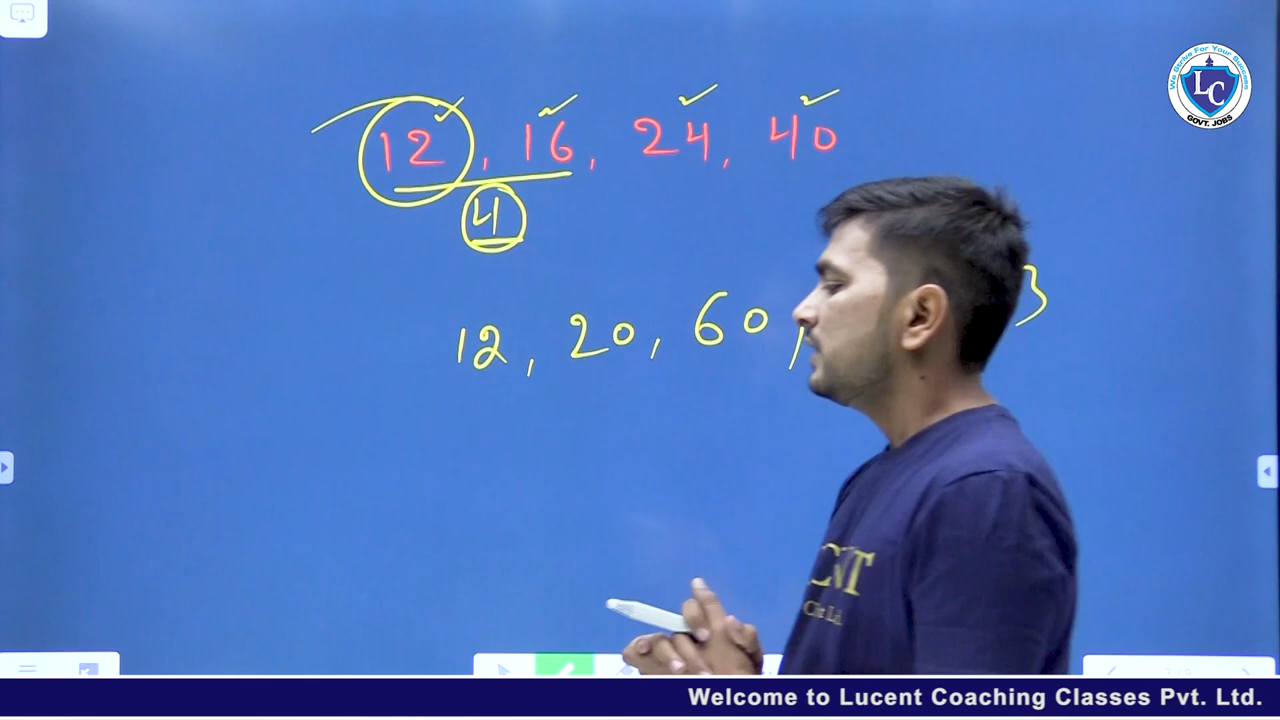 We Strive For Your Success
LC
GOVT. JOBS
12, 16, 24, 40
4
12, 20, 60,
3
Welcome to Lucent Coaching Classes Pvt. Ltd.